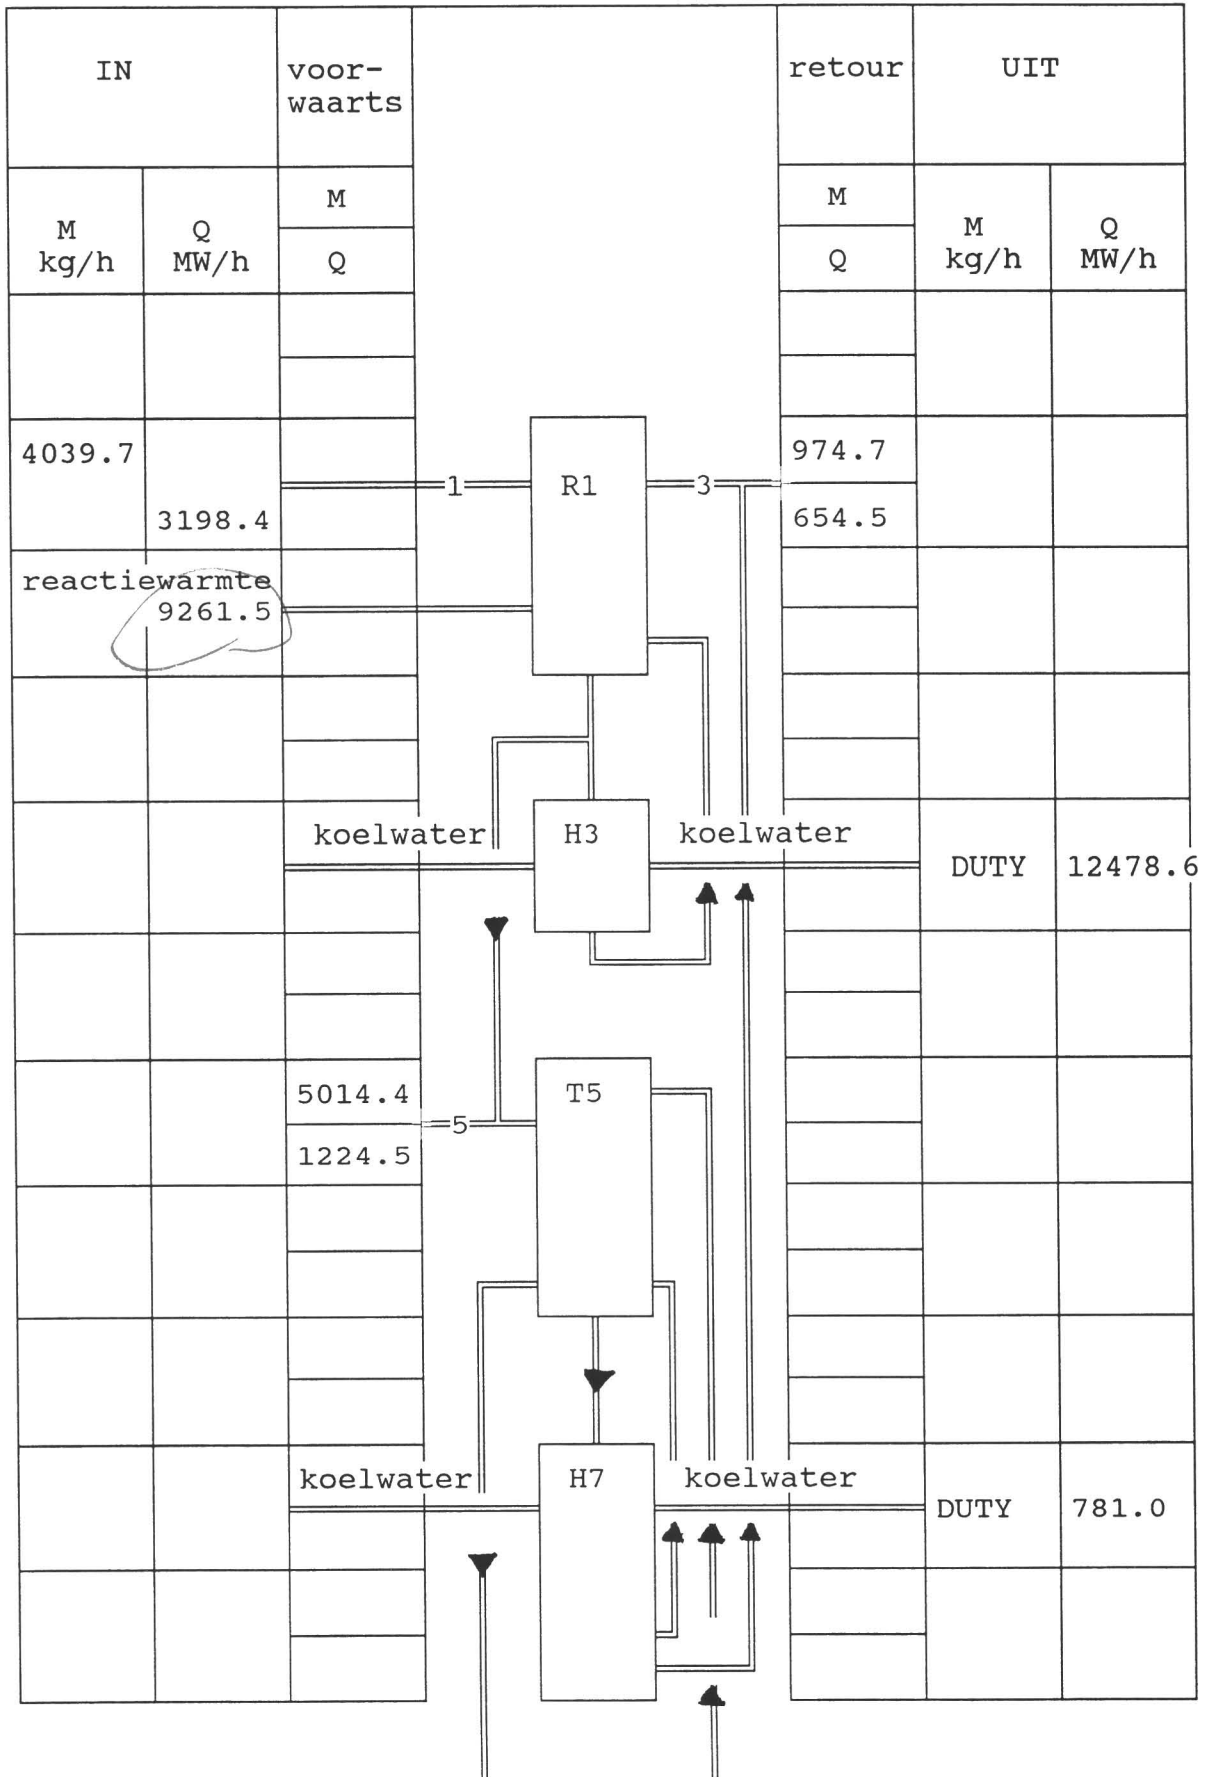 IN
voor-
waarts
retour
UIT
M
kg/h
Q
MW/h
M
Q
M
Q
M
kg/h
Q
MW/h
4039.7
3198.4
1
R1
3
974.7
654.5
reactiewarmte
9261.5
koelwater
H3
koelwater
DUTY
12478.6
5014.4
1224.5
5
T5
koelwater
H7
koelwater
DUTY
781.0